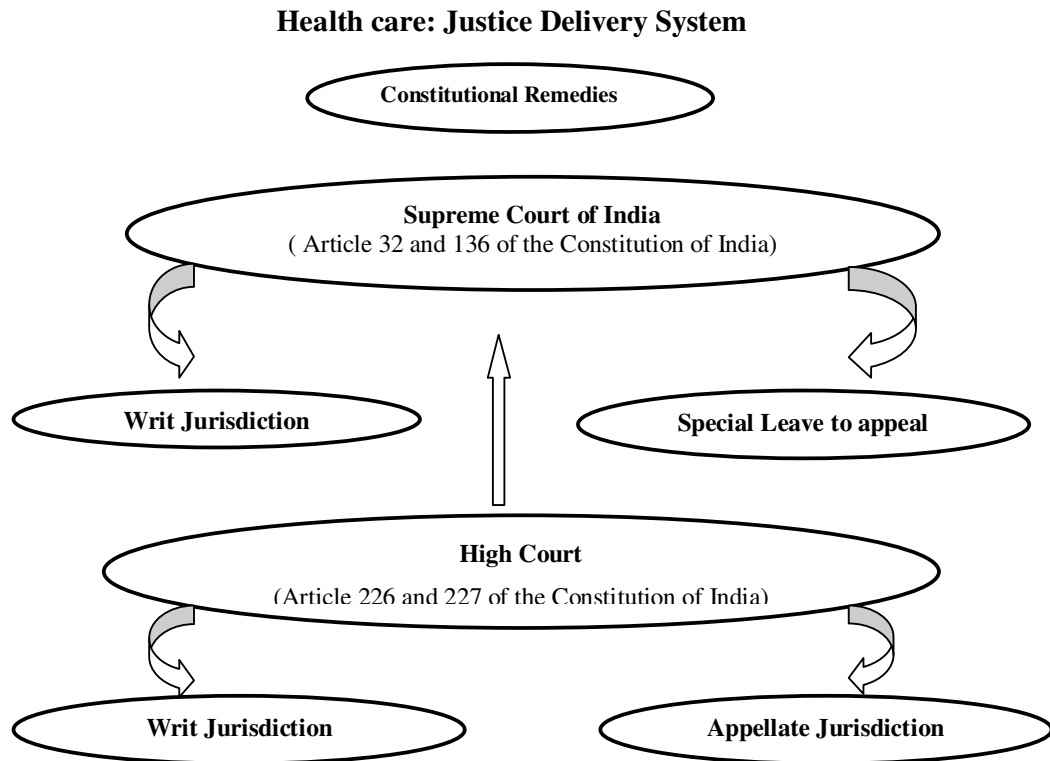 Health care: Justice Delivery System
Constitutional Remedies
Supreme Court of India
( Article 32 and 136 of the Constitution of India)
Writ Jurisdiction
Special Leave to appeal
High Court
(Article 226 and 227 of the Constitution of India)
Writ Jurisdiction
Appellate Jurisdiction